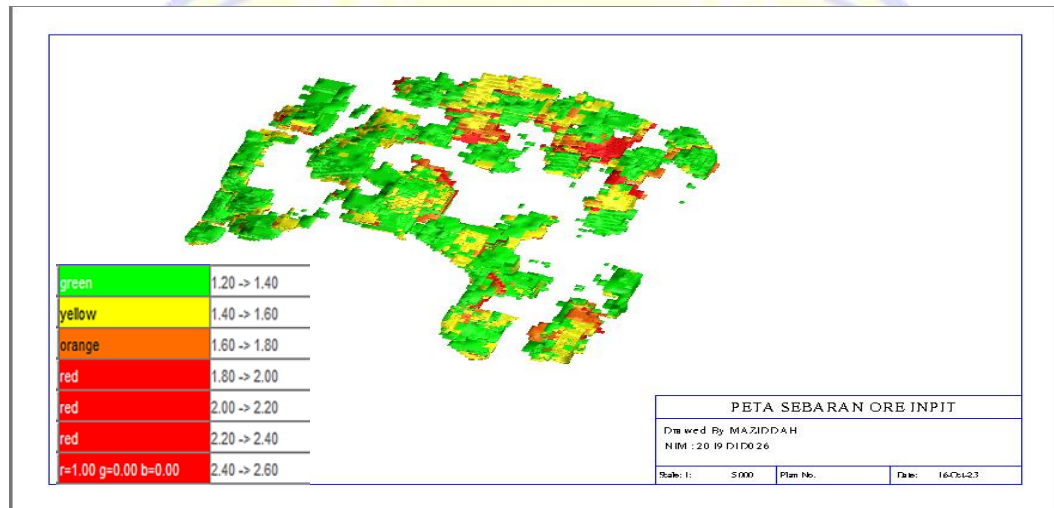 green 1.20 -> 1.40
yellow 1.40 -> 1.60
orange 1.60 -> 1.80
red 1.80 -> 2.00
red 2.00 -> 2.20
red 2.20 -> 2.40
r=1.00 g=0.00 b=0.00 2.40 -> 2.60
PETA SEBARAN ORE INPIT
Drawed By MAZIDDAH
NIM : 2019D1D026
Scale: 1: 5000 Plan No. Date: 16-Oct-23